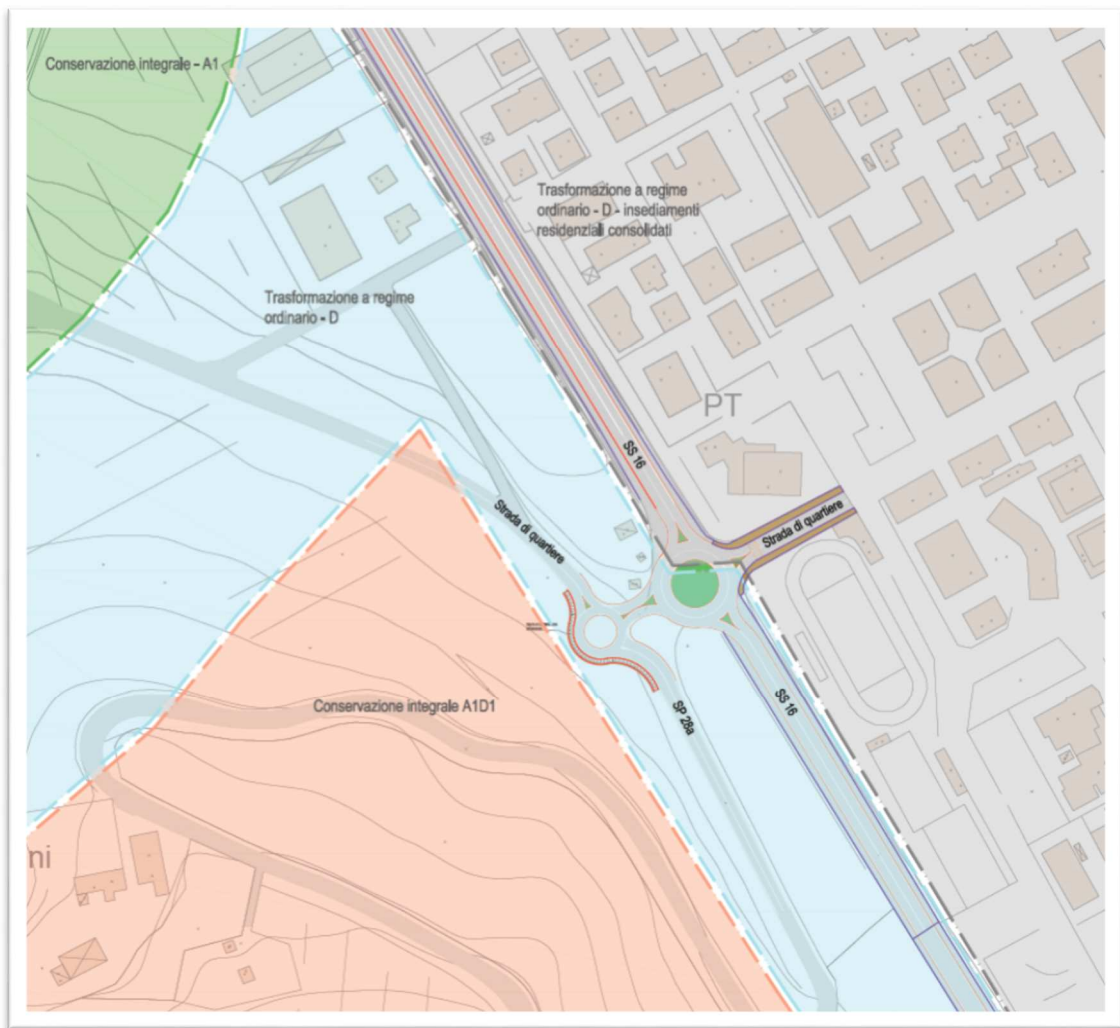 Conservazione integrale - A1
Trasformazione a regime
ordinario - D - insediamenti
residenziali consolidati
Trasformazione a regime
ordinario - D
PT
SS 16
Strada di quartiere
Strada di quartiere
Conservazione integrale A1D1
SP 28a
SS 16
ni